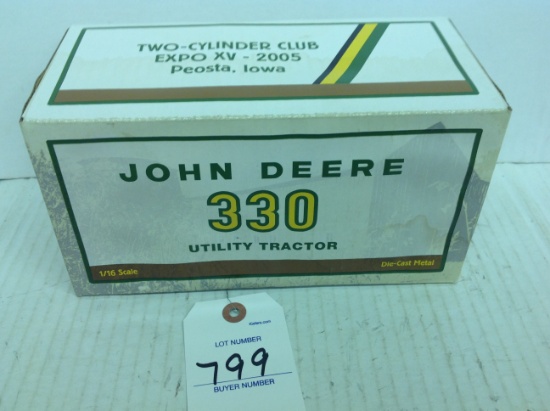 TWO-CYLINDER CLUB
EXPO XV - 2005
Peosta, Iowa
JOHN DEERE
330
UTILITY TRACTOR
1/16 Scale
Die-Cast Metal
LOT NUMBER
799
BUYER NUMBER